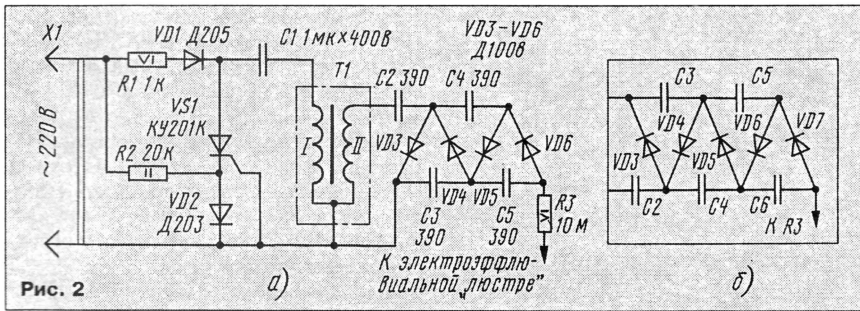 X1
~220 В
R1 1к
VD1 Д205
VS1
КУ201К
R2 20к
VD2
Д203
C1 1мк×400В
T1
I
II
C2 390
C4 390
VD3–VD6
Д1008
VD3
VD4
VD5
VD6
C3
390
C5
390
R3
10 М
К электроэффлю-
виальной „люстре"
а)
Рис. 2
C3
C5
VD3
VD4
VD5
VD6
VD7
C2
C4
C6
К R3
б)